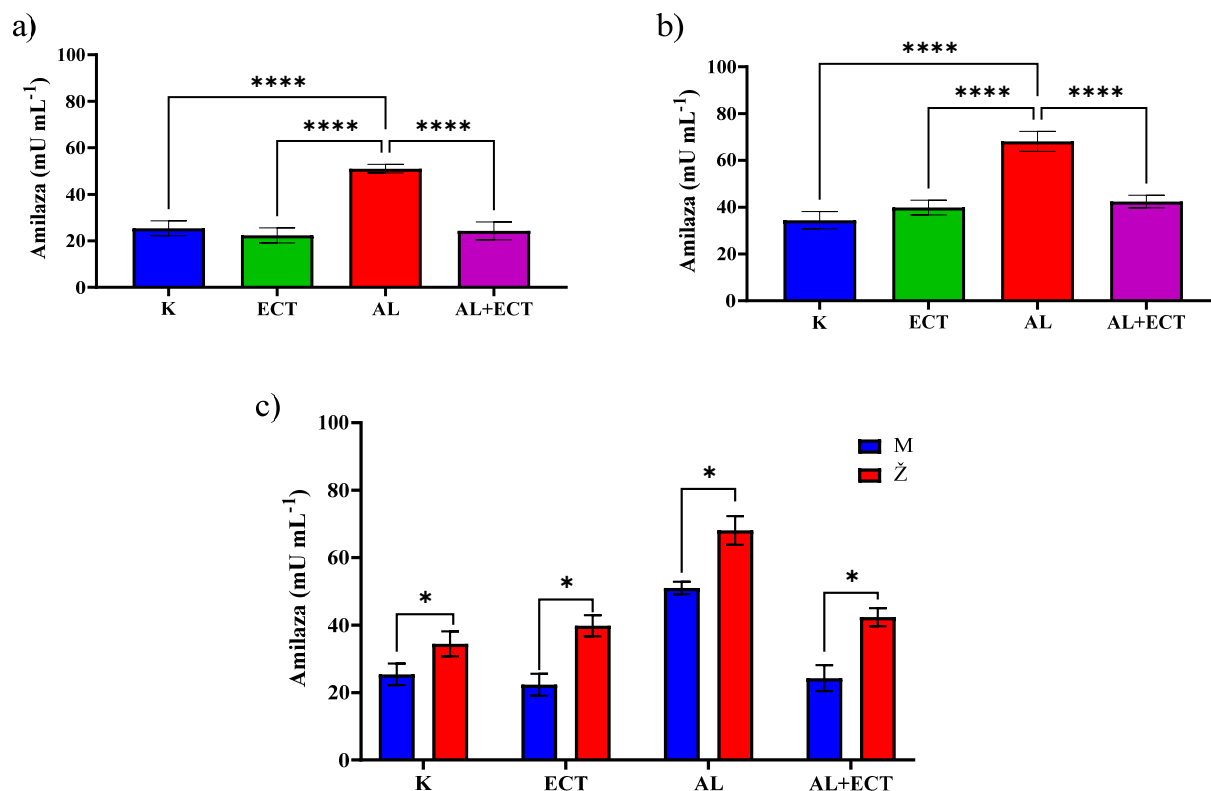 a)
Amilaza (mU mL⁻¹)
100
80
60
40
20
0
****
**** ****
K ECT AL AL+ECT
b)
Amilaza (mU mL⁻¹)
100
80
60
40
20
0
****
**** ****
K ECT AL AL+ECT
c)
Amilaza (mU mL⁻¹)
100
80
60
40
20
0
* * * *
M
Ž
K ECT AL AL+ECT